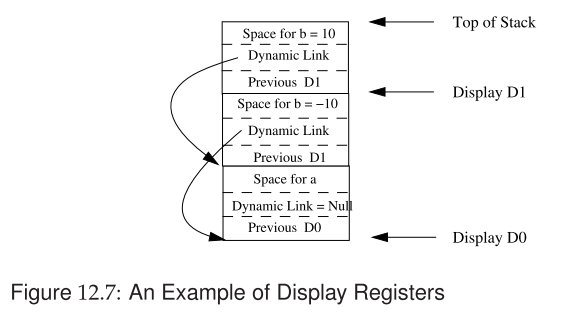 Top of Stack
Space for b = 10
Dynamic Link
Previous D1
Display D1
Space for b = −10
Dynamic Link
Previous D1
Space for a
Dynamic Link = Null
Previous D0
Display D0
Figure 12.7: An Example of Display Registers